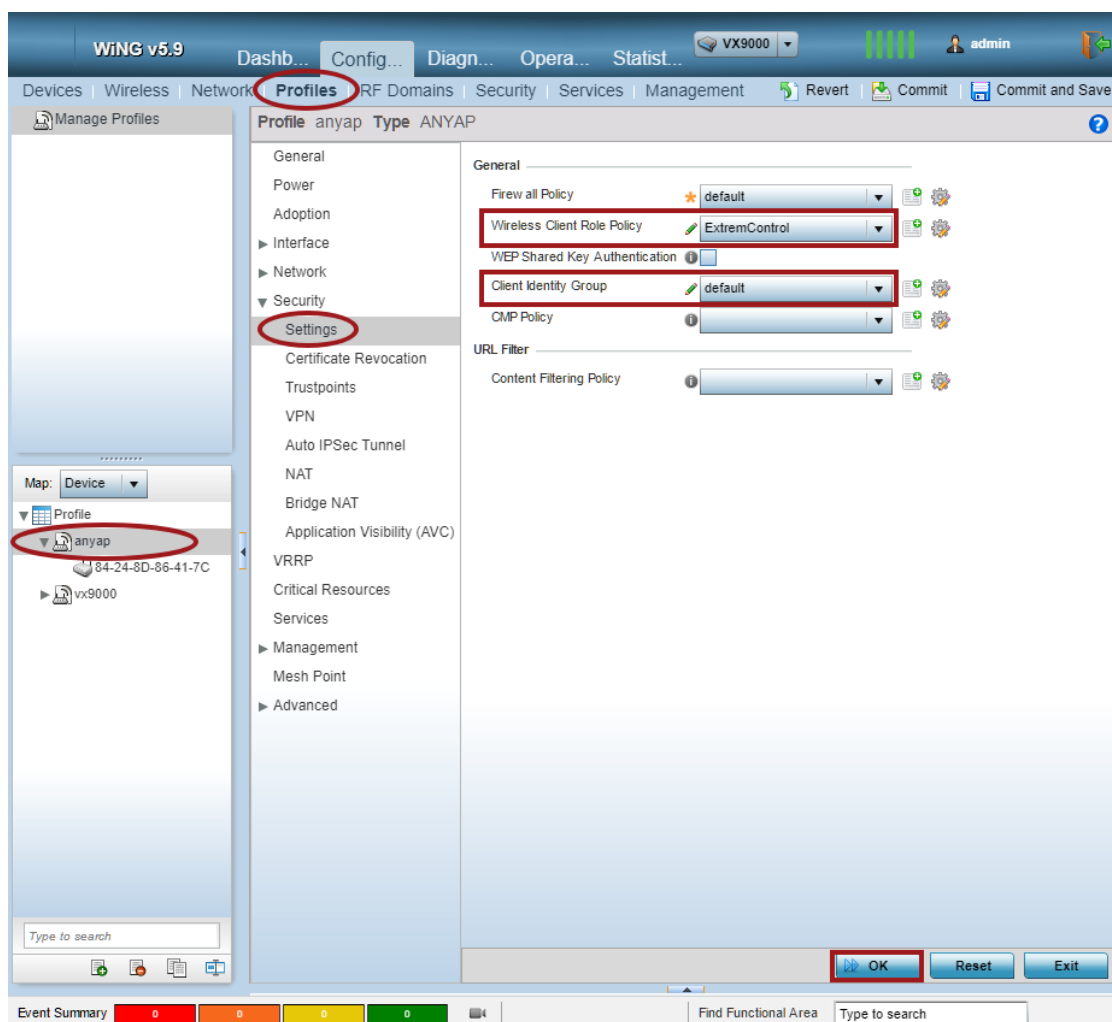 WiNG v5.9
Dashb... Config... Diagn... Opera... Statist... VX9000 admin
Devices Wireless Network Profiles RF Domains Security Services Management Revert Commit Commit and Save
Manage Profiles
Profile anyap Type ANYAP
General
Power
Adoption
Interface
Network
Security
Settings
Certificate Revocation
Trustpoints
VPN
Auto IPSec Tunnel
NAT
Bridge NAT
Application Visibility (AVC)
VRRP
Critical Resources
Services
Management
Mesh Point
Advanced
General
Firewall Policy default
Wireless Client Role Policy ExtremControl
WEP Shared Key Authentication
Client Identity Group default
CMP Policy
URL Filter
Content Filtering Policy
Map: Device
Profile
anyap
84-24-8D-86-41-7C
vx9000
Type to search
OK Reset Exit
Event Summary 0 0 0 0 Find Functional Area Type to search